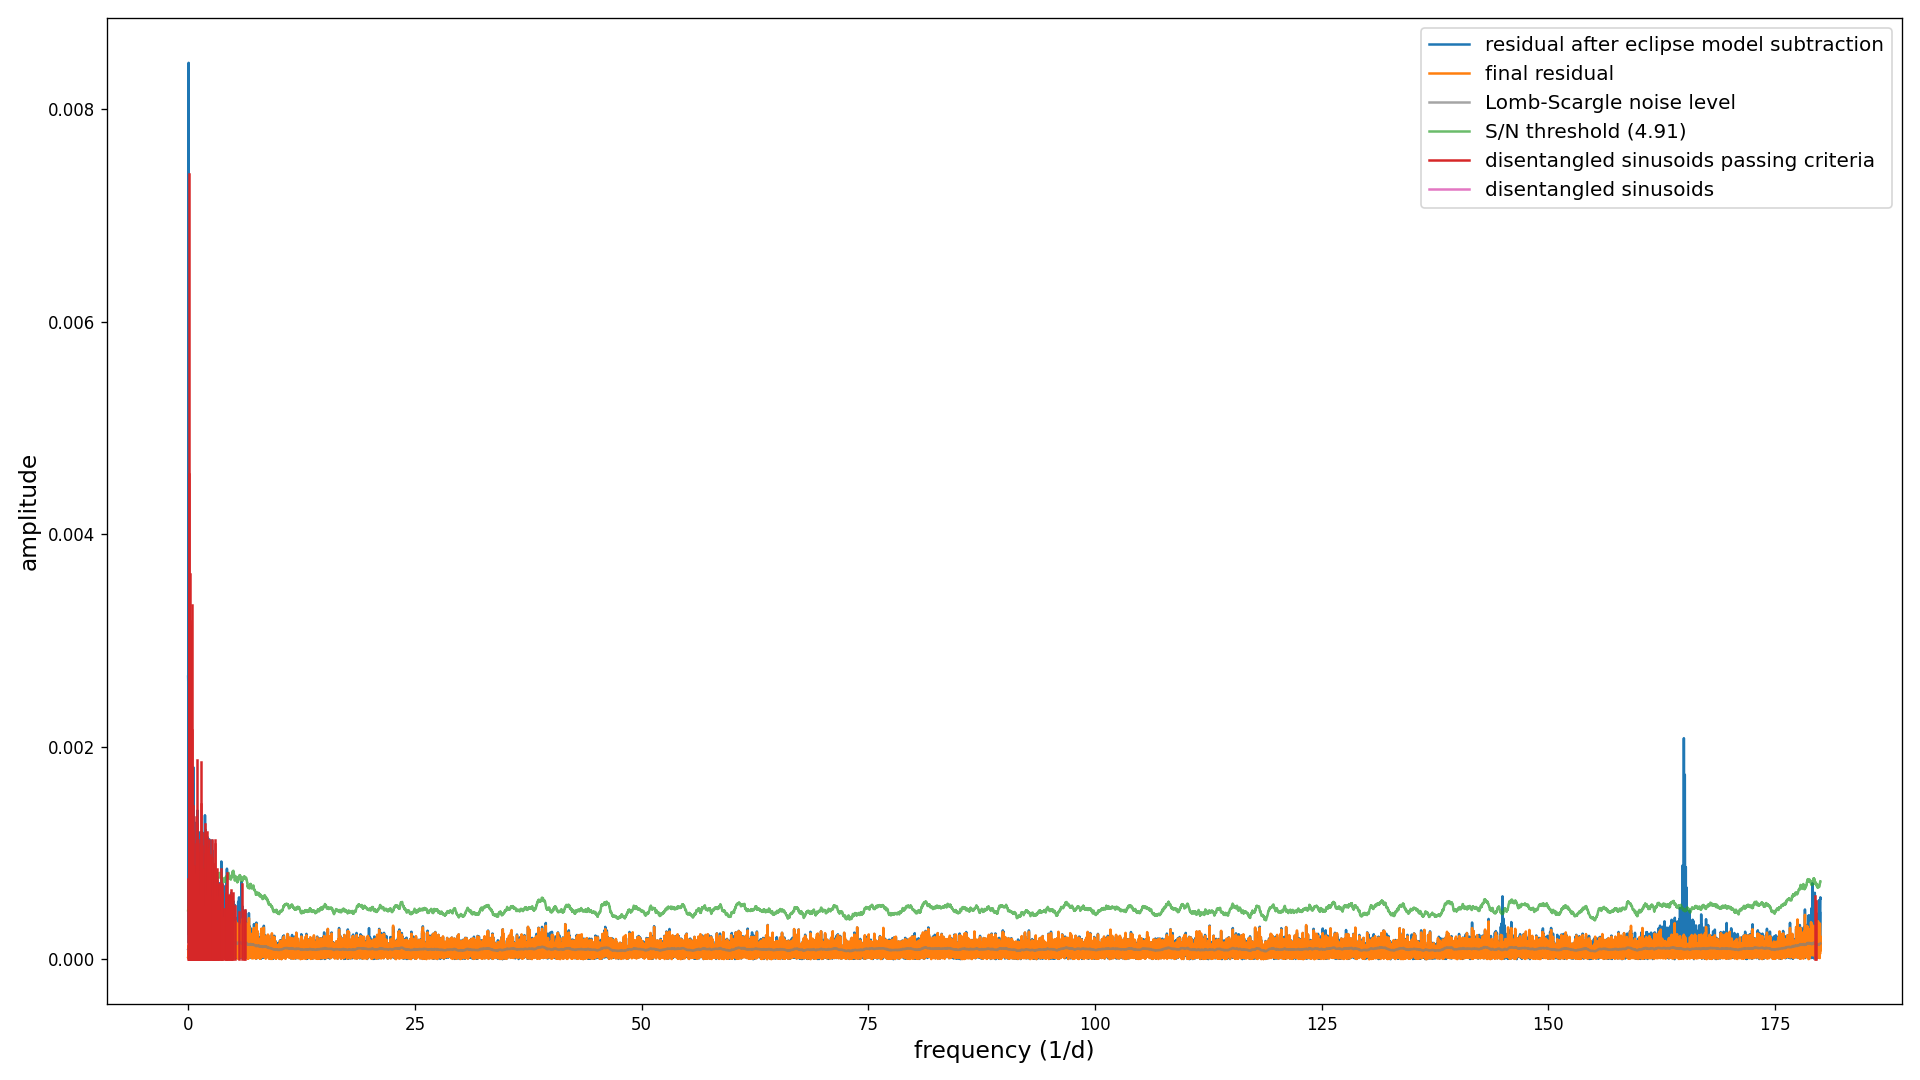 residual after eclipse model subtraction
final residual
Lomb-Scargle noise level
S/N threshold (4.91)
disentangled sinusoids passing criteria
disentangled sinusoids
0.008
0.006
0.004
0.002
0.000
amplitude
0 25 50 75 100 125 150 175
frequency (1/d)